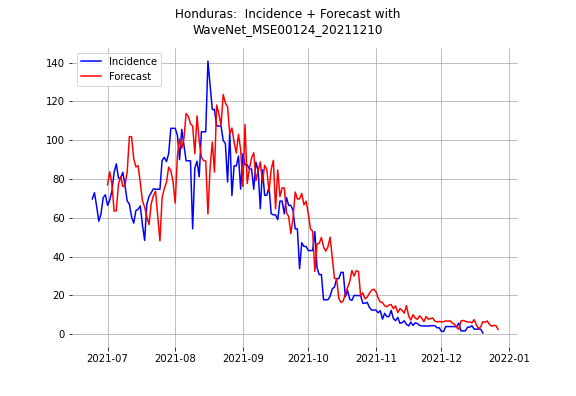 Honduras:  Incidence + Forecast with
WaveNet_MSE00124_20211210
Incidence
Forecast
140
120
100
80
60
40
20
0
2021-07 2021-08 2021-09 2021-10 2021-11 2021-12 2022-01